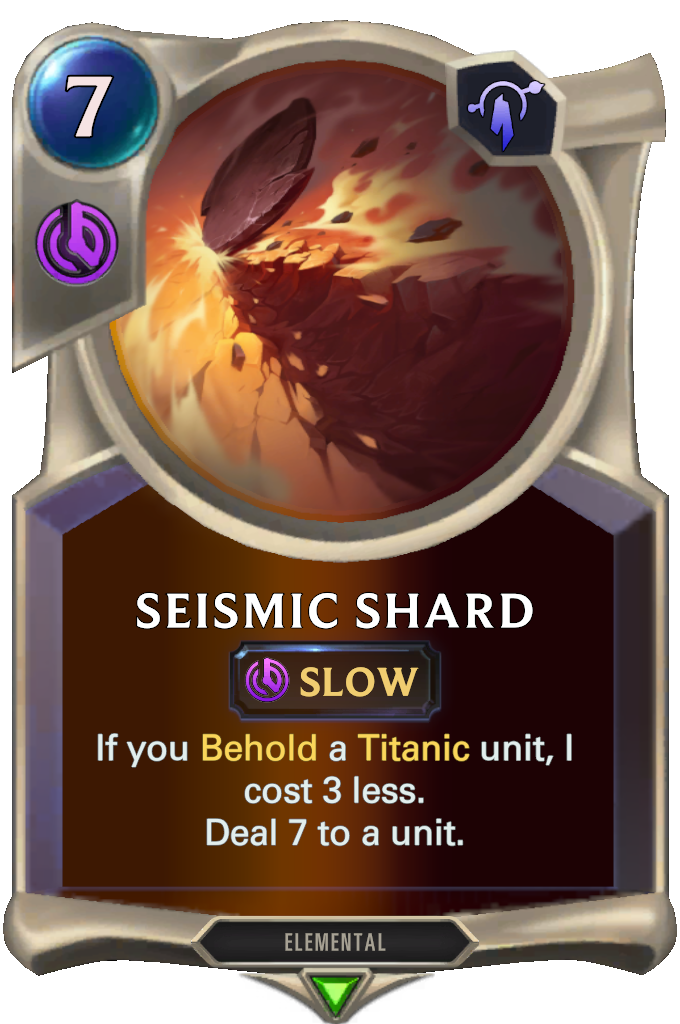 7
SEISMIC SHARD
SLOW
If you Behold a Titanic unit, I
cost 3 less.
Deal 7 to a unit.
ELEMENTAL